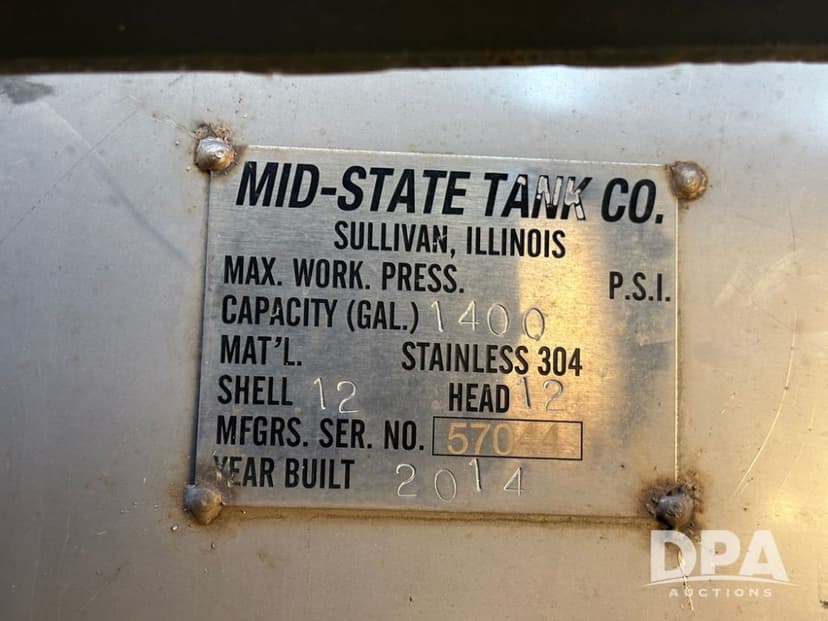 MID-STATE TANK CO.
SULLIVAN, ILLINOIS
MAX. WORK. PRESS. P.S.I.
CAPACITY (GAL.) 1400
MAT'L. STAINLESS 304
SHELL 12 HEAD 12
MFGRS. SER. NO. 57044
YEAR BUILT 2014
DPA
AUCTIONS